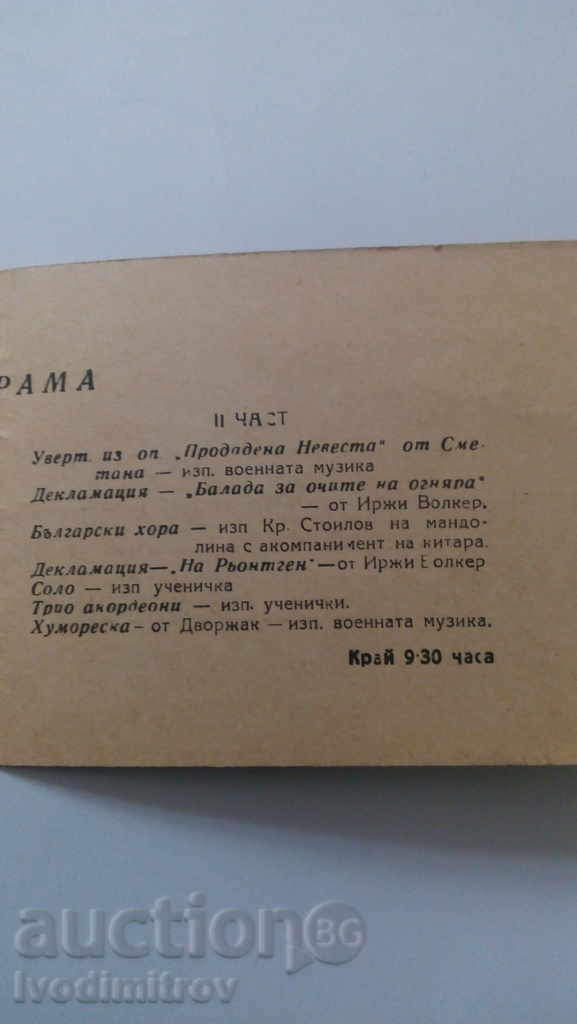 РАМА
II ЧАСТ
Уверт. из оп. „Продадена Невеста" от Сме-
тана — изп. военната музика
Декламация — „Балада за очите на огняра"
— от Иржи Волкер.
Български хора — изп Кр. Стоилов на мандо-
лина с акомпанимент на китара.
Декламация—„На Рьонтген"—от Иржи Волкер
Соло — изп ученичка
Трио акордеони — изп. ученички.
Хумореска – от Дворжак — изп. военната музика.
Край 9·30 часа
auctionBG
Ivodimitrov